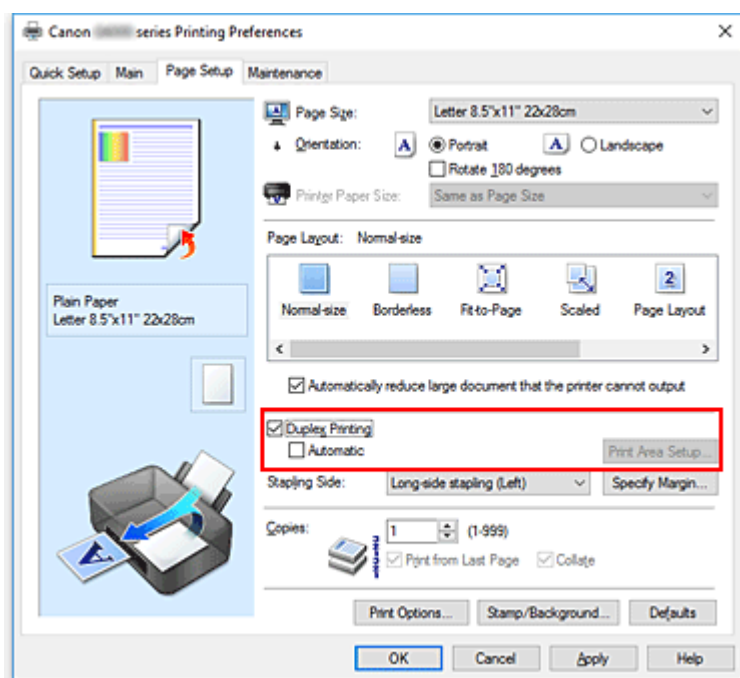 Canon series Printing Preferences
Quick Setup Main Page Setup Maintenance
Page Size: Letter 8.5"x11" 22x28cm
Orientation: A Portrait A Landscape
Rotate 180 degrees
Printer Paper Size: Same as Page Size
Page Layout: Normal-size
2
Normal-size Borderless Fit-to-Page Scaled Page Layout
Plain Paper
Letter 8.5"x11" 22x28cm
Automatically reduce large document that the printer cannot output
Duplex Printing
Automatic Print Area Setup...
Stapling Side: Long-side stapling (Left) Specify Margin...
Copies: 1 (1-999)
Print from Last Page Collate
A
Print Options... Stamp/Background... Defaults
OK Cancel Apply Help